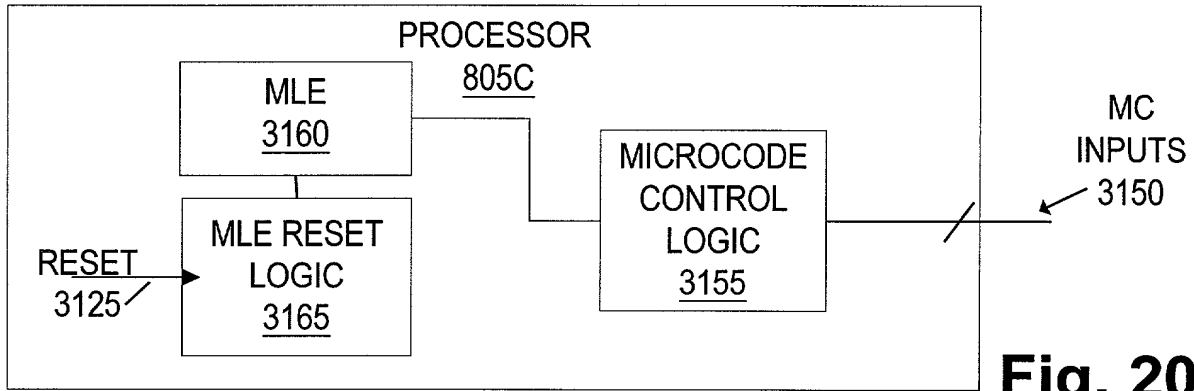 PROCESSOR
805C
MLE
3160
MLE RESET
LOGIC
3165
RESET
3125
MICROCODE
CONTROL
LOGIC
3155
MC
INPUTS
3150
Fig. 20